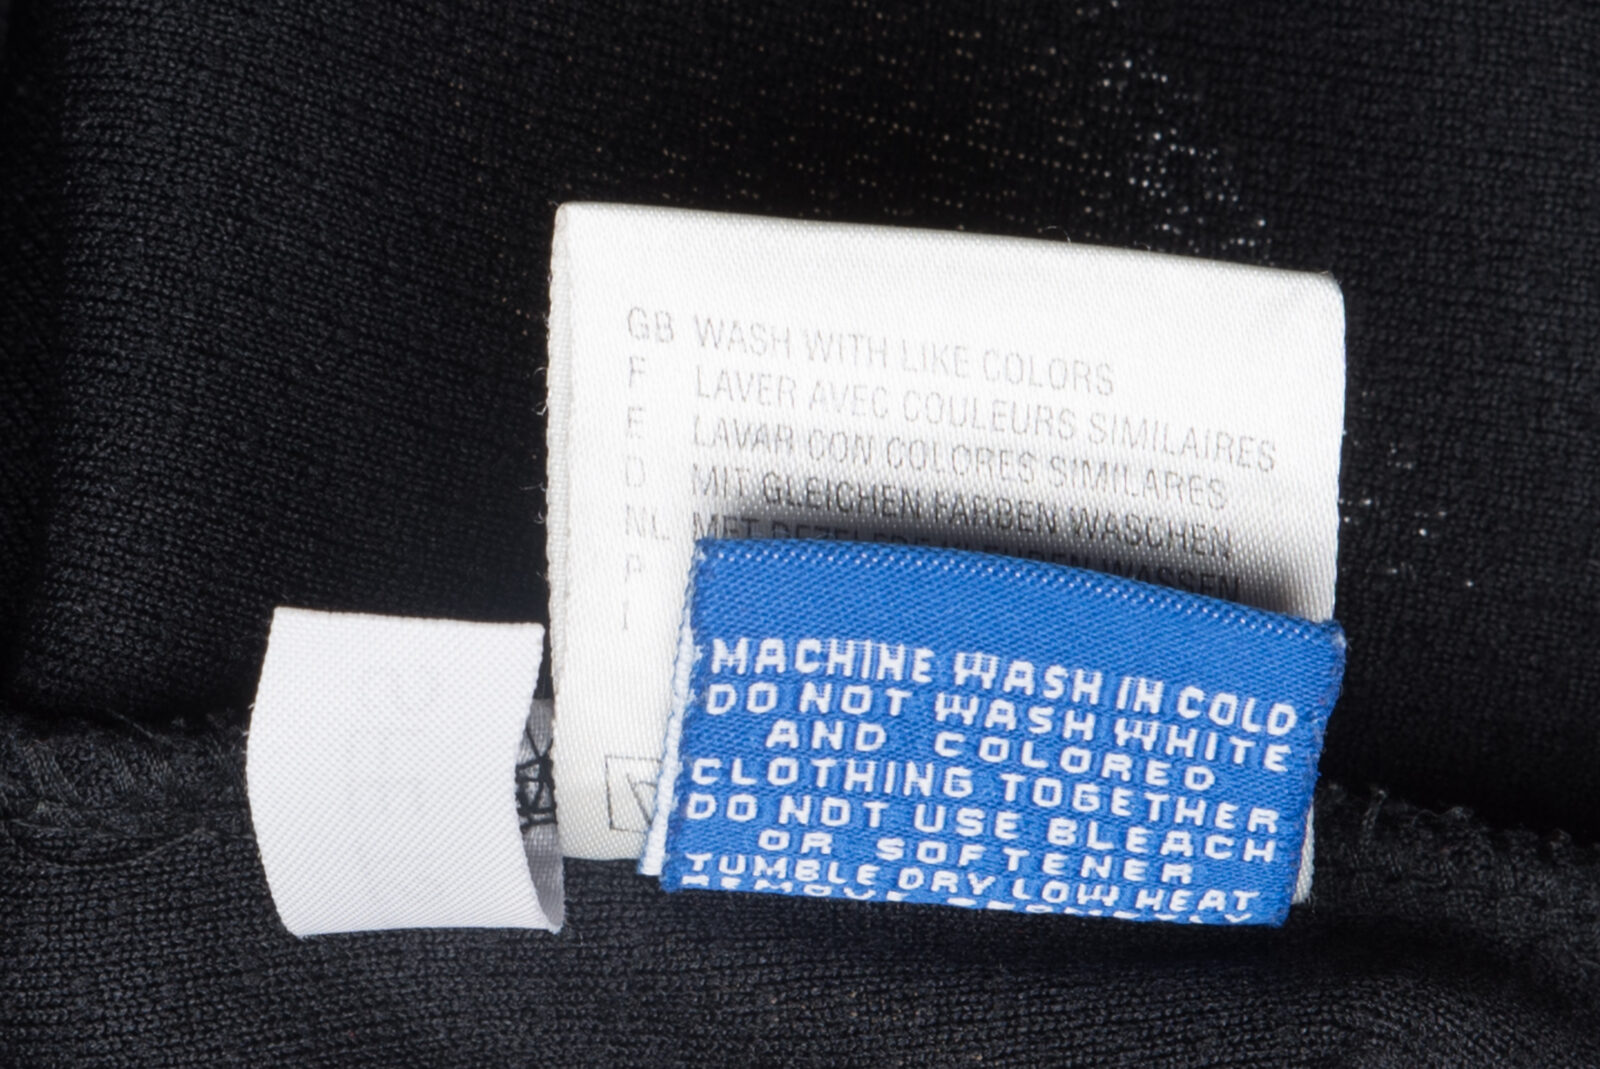 GB WASH WITH LIKE COLORS
F LAVER AVEC COULEURS SIMILAIRES
E LAVAR CON COLORES SIMILARES
D MIT GLEICHEN FARBEN WASCHEN
NL MET WASSEN
P
I
MACHINE WASH IN COLD
DO NOT WASH WHITE
AND COLORED
CLOTHING TOGETHER
DO NOT USE BLEACH
OR SOFTENER
TUMBLE DRY LOW HEAT